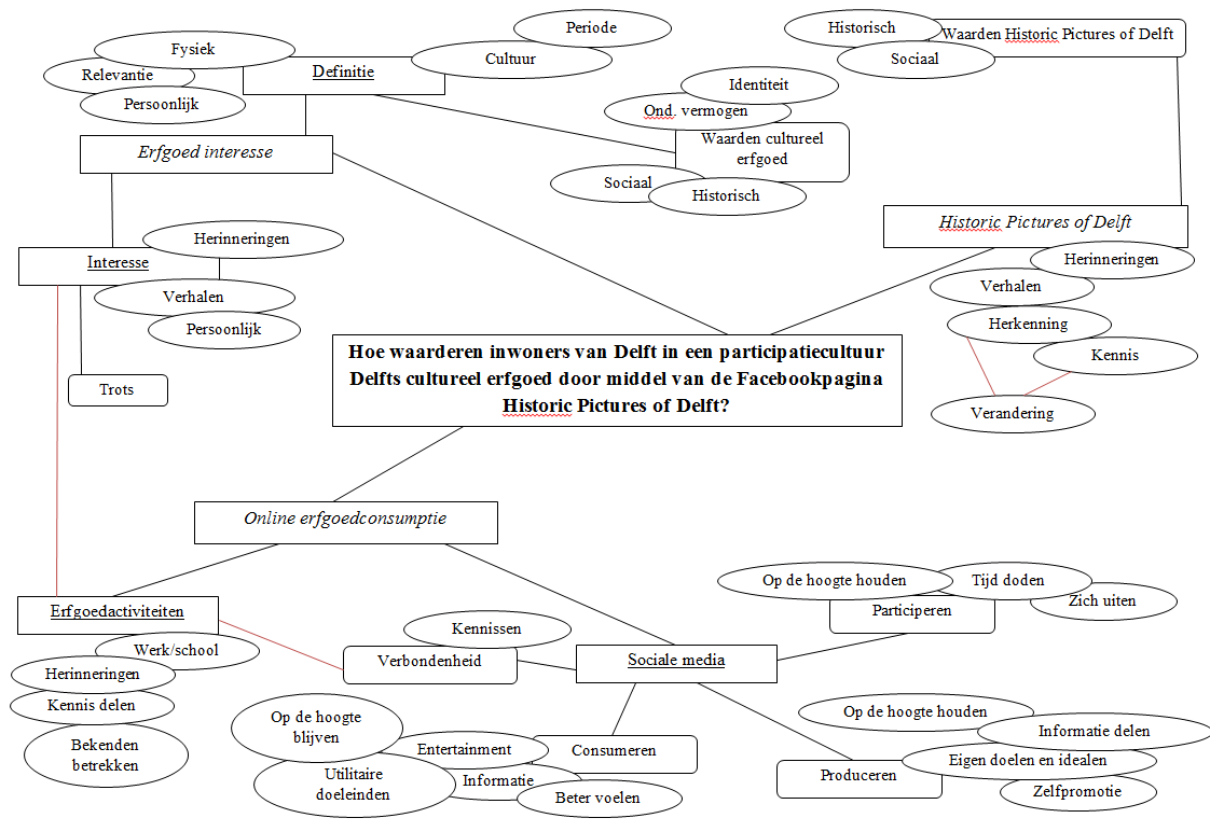 Periode
Historisch
Waarden Historic Pictures of Delft
Fysiek
Cultuur
Sociaal
Relevantie
Definitie
Persoonlijk
Identiteit
Ond. vermogen
Waarden cultureel
erfgoed
Erfgoed interesse
Sociaal
Historisch
Historic Pictures of Delft
Herinneringen
Interesse
Herinneringen
Verhalen
Verhalen
Persoonlijk
Herkenning
Kennis
Hoe waarderen inwoners van Delft in een participatiecultuur
Delfts cultureel erfgoed door middel van de Facebookpagina
Historic Pictures of Delft?
Trots
Verandering
Online erfgoedconsumptie
Op de hoogte houden
Tijd doden
Erfgoedactiviteiten
Participeren
Zich uiten
Kennissen
Werk/school
Verbondenheid
Sociale media
Herinneringen
Kennis delen
Op de hoogte
blijven
Op de hoogte houden
Informatie delen
Bekenden
betrekken
Entertainment
Consumeren
Eigen doelen en idealen
Utilitaire
doeleinden
Informatie
Produceren
Beter voelen
Zelfpromotie